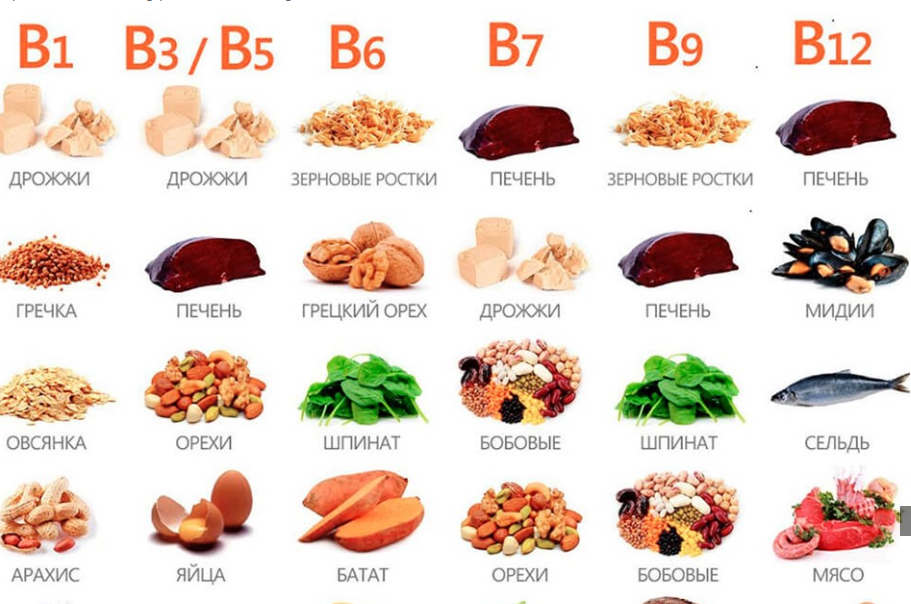 B1 B3 / B5 B6 B7 B9 B12
ДРОЖЖИ ДРОЖЖИ ЗЕРНОВЫЕ РОСТКИ ПЕЧЕНЬ ЗЕРНОВЫЕ РОСТКИ ПЕЧЕНЬ
ГРЕЧКА ПЕЧЕНЬ ГРЕЦКИЙ ОРЕХ ДРОЖЖИ ПЕЧЕНЬ МИДИИ
ОВСЯНКА ОРЕХИ ШПИНАТ БОБОВЫЕ ШПИНАТ СЕЛЬДЬ
АРАХИС ЯЙЦА БАТАТ ОРЕХИ БОБОВЫЕ МЯСО